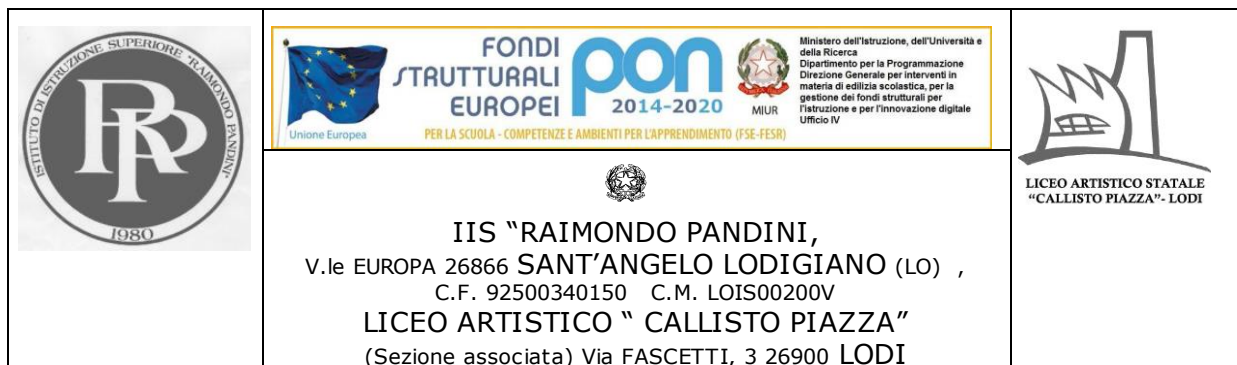 ISTITUTO DI ISTRUZIONE SUPERIORE "RAIMONDO PANDINI"
RP
1980
Unione Europea
FONDI
STRUTTURALI
EUROPEI
pon
2014-2020
MIUR
Ministero dell'Istruzione, dell'Università e
della Ricerca
Dipartimento per la Programmazione
Direzione Generale per interventi in
materia di edilizia scolastica, per la
gestione dei fondi strutturali per
l'istruzione e per l'innovazione digitale
Ufficio IV
PER LA SCUOLA - COMPETENZE E AMBIENTI PER L'APPRENDIMENTO (FSE-FESR)
LICEO ARTISTICO STATALE
"CALLISTO PIAZZA"- LODI
IIS "RAIMONDO PANDINI,
V.le EUROPA 26866 SANT'ANGELO LODIGIANO (LO) ,
C.F. 92500340150 C.M. LOIS00200V
LICEO ARTISTICO " CALLISTO PIAZZA"
(Sezione associata) Via FASCETTI, 3 26900 LODI